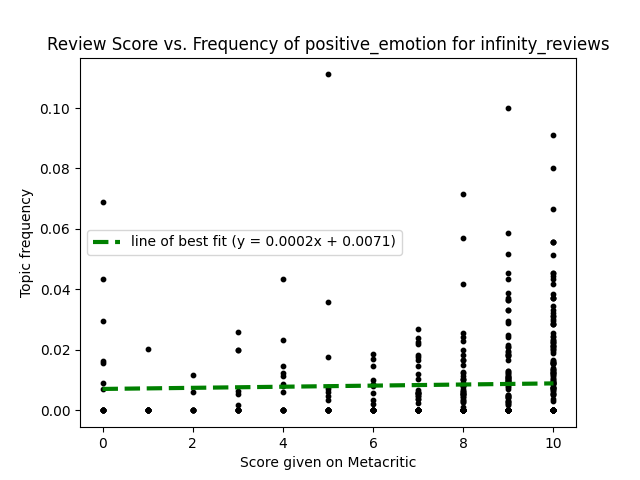 Review Score vs. Frequency of positive_emotion for infinity_reviews
0.10
0.08
0.06
0.04
0.02
0.00
Topic frequency
line of best fit (y = 0.0002x + 0.0071)
0 2 4 6 8 10
Score given on Metacritic